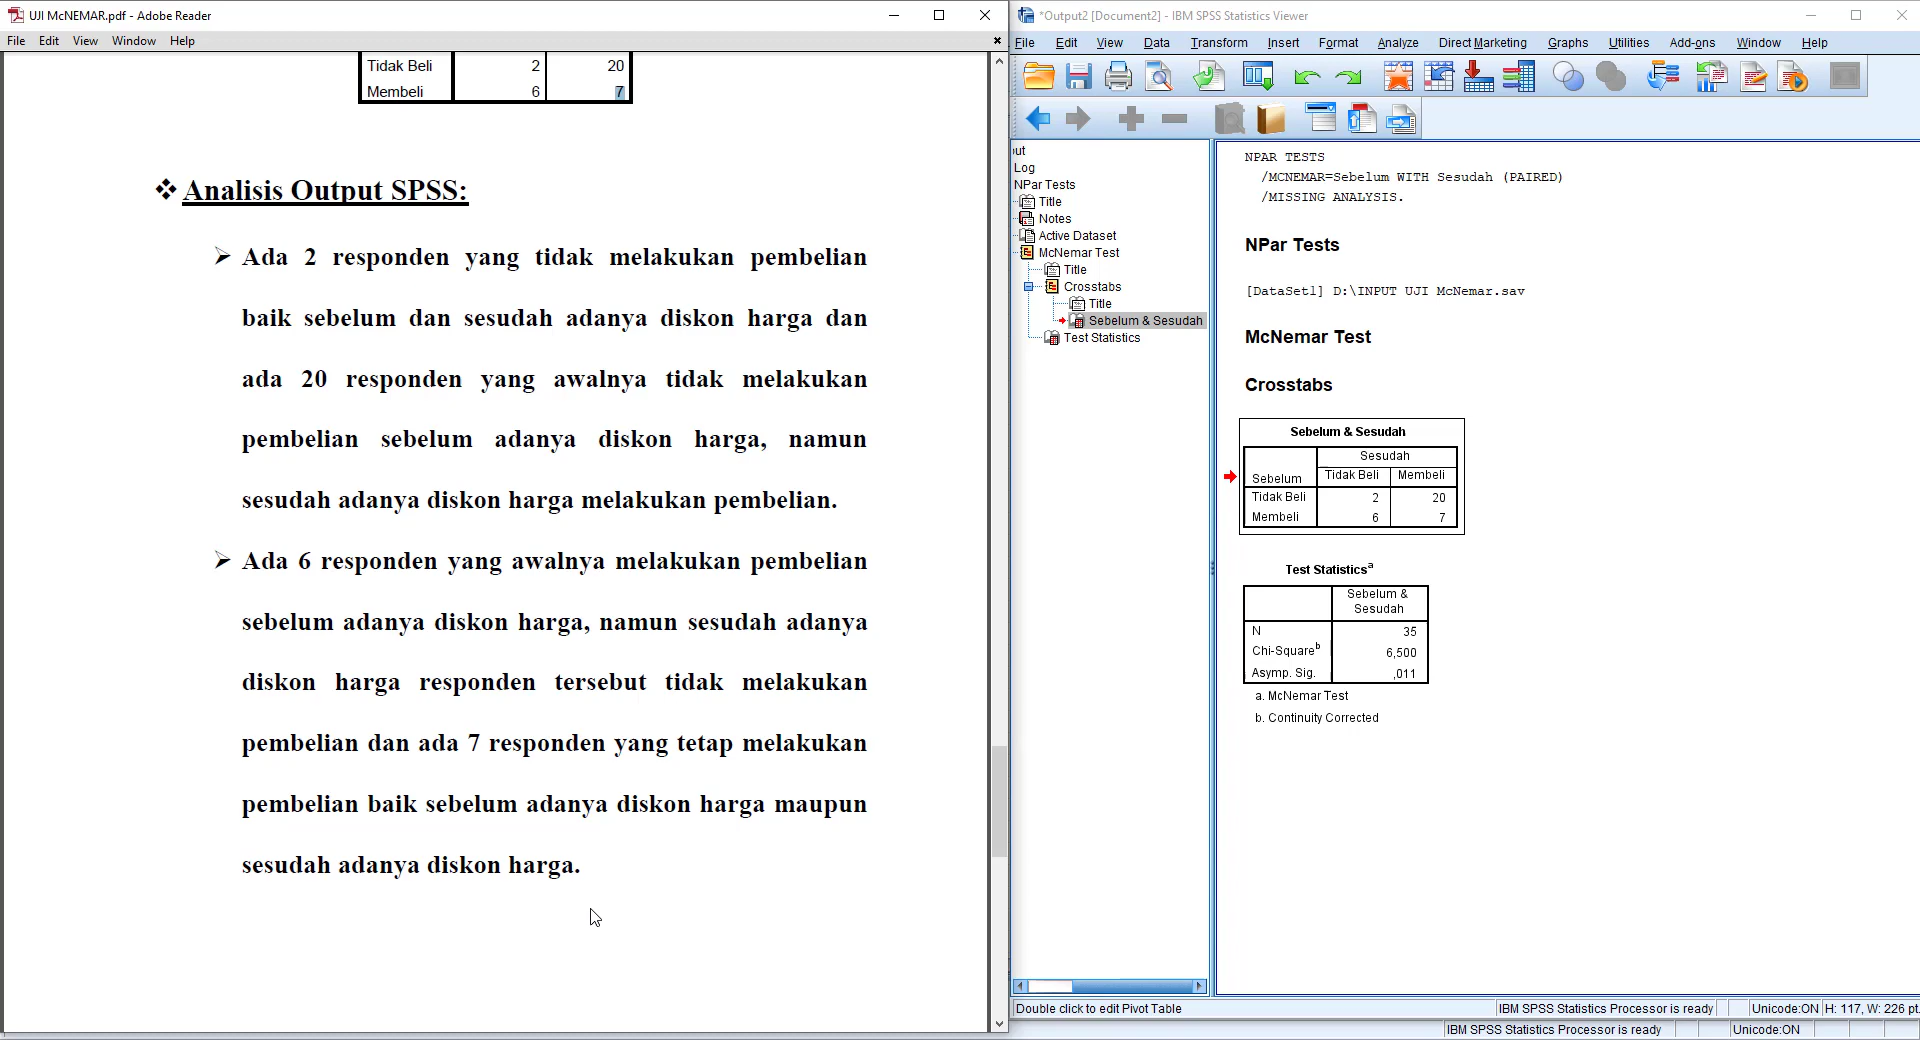 UJI McNEMAR.pdf - Adobe Reader
File Edit View Window Help
Tidak Beli 2 20
Membeli 6 7
Analisis Output SPSS:
Ada 2 responden yang tidak melakukan pembelian
baik sebelum dan sesudah adanya diskon harga dan
ada 20 responden yang awalnya tidak melakukan
pembelian sebelum adanya diskon harga, namun
sesudah adanya diskon harga melakukan pembelian.
Ada 6 responden yang awalnya melakukan pembelian
sebelum adanya diskon harga, namun sesudah adanya
diskon harga responden tersebut tidak melakukan
pembelian dan ada 7 responden yang tetap melakukan
pembelian baik sebelum adanya diskon harga maupun
sesudah adanya diskon harga.
*Output2 [Document2] - IBM SPSS Statistics Viewer
File Edit View Data Transform Insert Format Analyze Direct Marketing Graphs Utilities Add-ons Window Help
put
Log
NPar Tests
Title
Notes
Active Dataset
McNemar Test
Title
Crosstabs
Title
Sebelum & Sesudah
Test Statistics
NPAR TESTS
/MCNEMAR=Sebelum WITH Sesudah (PAIRED)
/MISSING ANALYSIS.
NPar Tests
[DataSet1] D:\INPUT UJI McNemar.sav
McNemar Test
Crosstabs
Sebelum & Sesudah
Sesudah
Sebelum Tidak Beli Membeli
Tidak Beli 2 20
Membeli 6 7
Test Statisticsa
Sebelum &
Sesudah
N 35
Chi-Squareb 6,500
Asymp. Sig. ,011
a. McNemar Test
b. Continuity Corrected
Double click to edit Pivot Table
IBM SPSS Statistics Processor is ready Unicode:ON H: 117, W: 226 pt.
IBM SPSS Statistics Processor is ready Unicode:ON